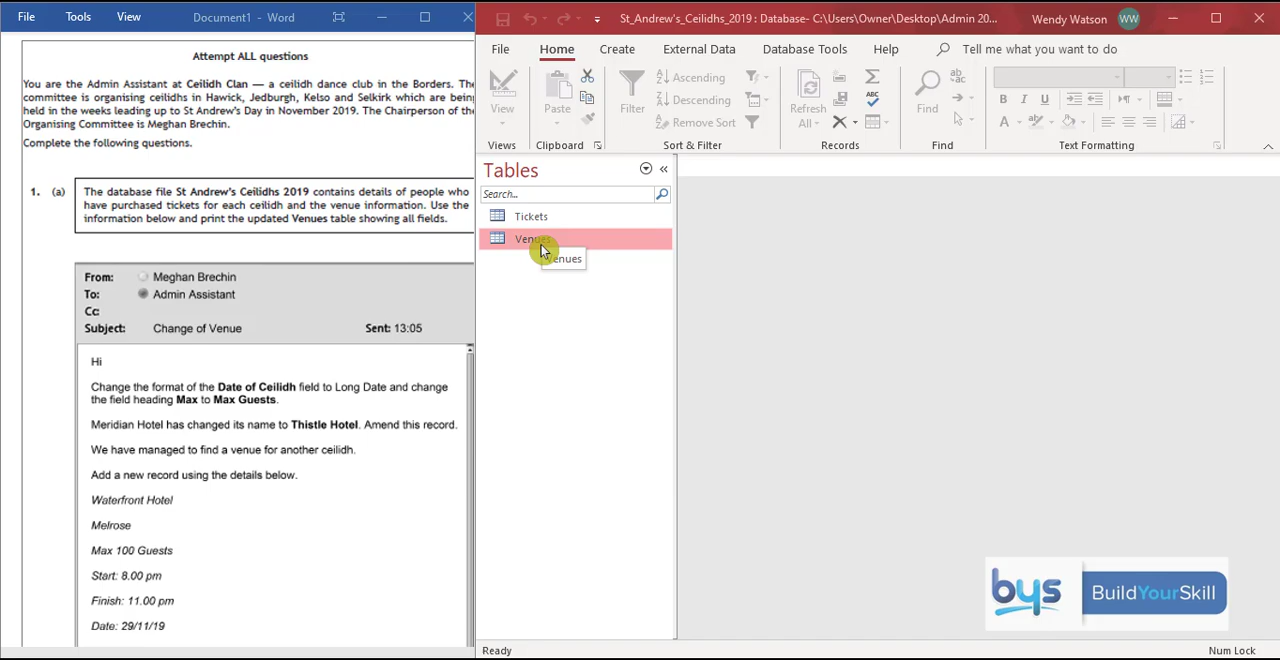 File Tools View Document1 - Word
Attempt ALL questions
You are the Admin Assistant at Ceilidh Clan — a ceilidh dance club in the Borders. The
committee is organising ceilidhs in Hawick, Jedburgh, Kelso and Selkirk which are being
held in the weeks leading up to St Andrew's Day in November 2019. The Chairperson of the
Organising Committee is Meghan Brechin.
Complete the following questions.
1. (a) The database file St Andrew's Ceilidhs 2019 contains details of people who
have purchased tickets for each ceilidh and the venue information. Use the
information below and print the updated Venues table showing all fields.
From: Meghan Brechin
To: Admin Assistant
Cc:
Subject: Change of Venue Sent: 13:05
Hi
Change the format of the Date of Ceilidh field to Long Date and change
the field heading Max to Max Guests.
Meridian Hotel has changed its name to Thistle Hotel. Amend this record.
We have managed to find a venue for another ceilidh.
Add a new record using the details below.
Waterfront Hotel
Melrose
Max 100 Guests
Start: 8.00 pm
Finish: 11.00 pm
Date: 29/11/19
St_Andrew's_Ceilidhs_2019 : Database- C:\Users\Owner\Desktop\Admin 20... Wendy Watson WW
File Home Create External Data Database Tools Help Tell me what you want to do
View
Views
Paste
Clipboard
Filter
Ascending
Descending
Remove Sort
Sort & Filter
Refresh
All
Records
Find
Find
B I U
A
Text Formatting
Tables
Search...
Tickets
Venues
Venues
bys BuildYourSkill
Ready Num Lock